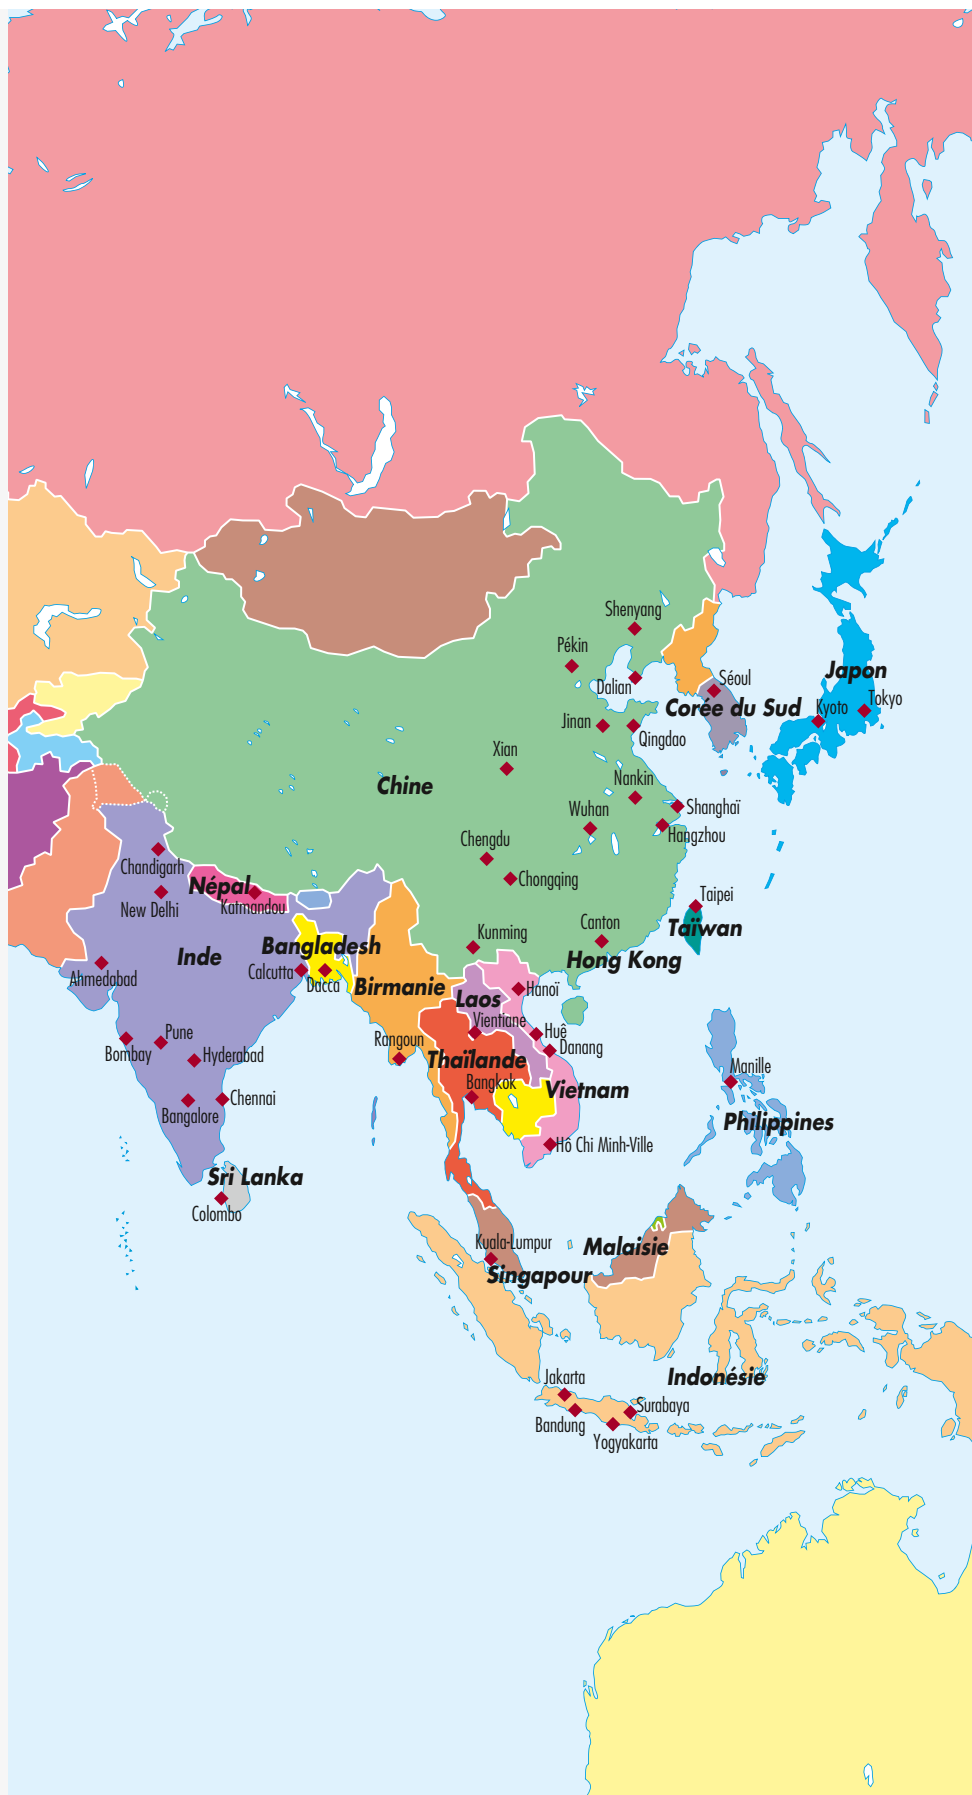 Shenyang
Pékin
Séoul
Japon
Dalian
Corée du Sud
Tokyo
Kyoto
Jinan
Qingdao
Xian
Chine
Nankin
Shanghaï
Wuhan
Hangzhou
Chengdu
Chandigarh
Chongqing
Népal
Katmandou
New Delhi
Taipei
Taïwan
Canton
Kunming
Bangladesh
Inde
Hong Kong
Calcutta
Ahmedabad
Dacca
Birmanie
Hanoï
Laos
Vientiane
Huê
Pune
Rangoun
Danang
Bombay
Hyderabad
Thaïlande
Manille
Bangkok
Vietnam
Chennai
Bangalore
Philippines
Hô Chi Minh-Ville
Sri Lanka
Colombo
Kuala-Lumpur
Malaisie
Singapour
Jakarta
Indonésie
Surabaya
Bandung
Yogyakarta